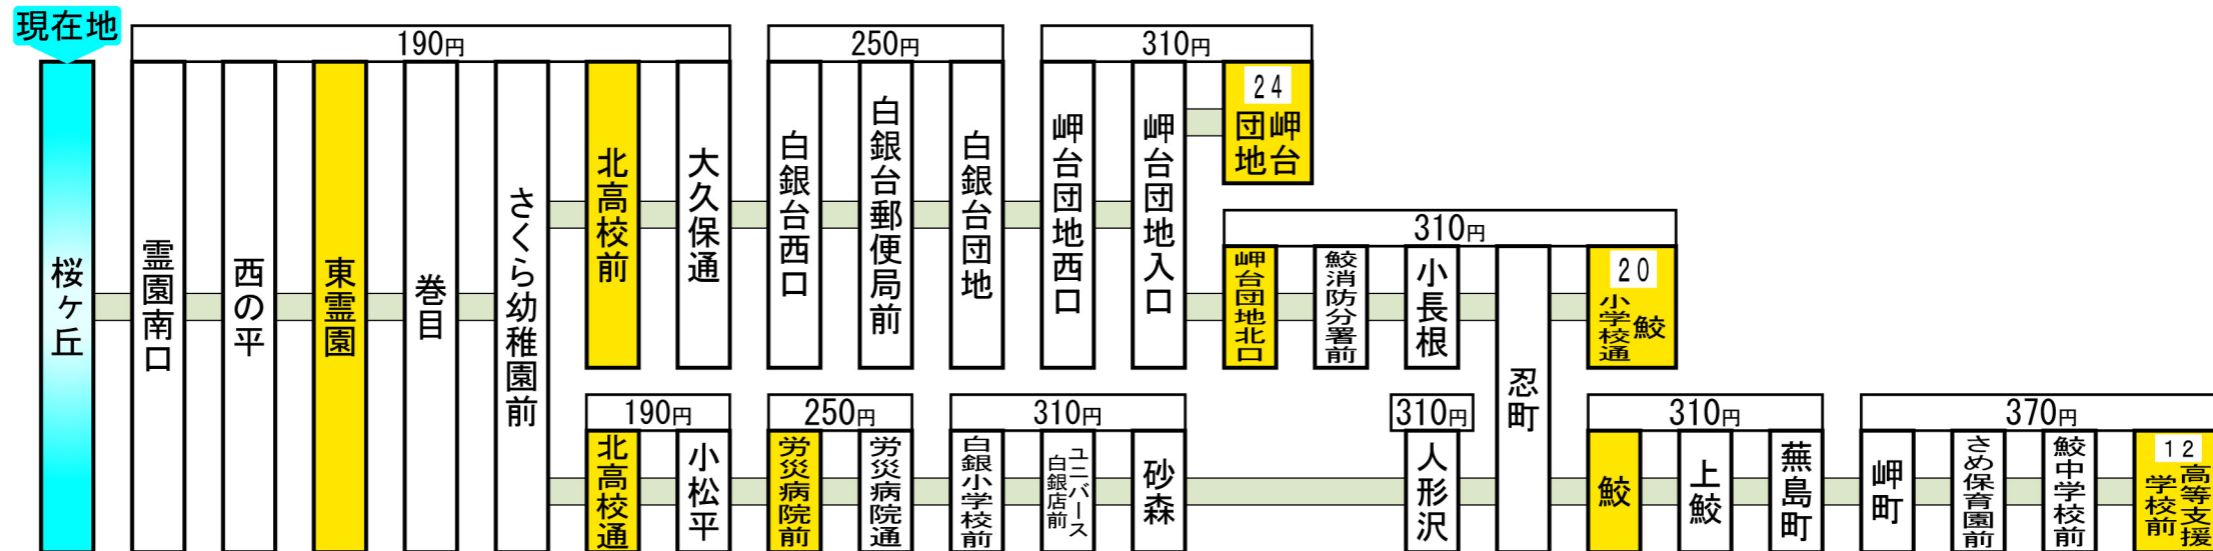 現在地
190円
250円
310円
桜ヶ丘
霊園南口
西の平
東霊園
巻目
さくら幼稚園前
北高校前
大久保通
白銀台西口
白銀台郵便局前
白銀台団地
岬台団地西口
岬台団地入口
24
岬台
団地
310円
岬台団地北口
鮫消防分署前
小長根
忍町
20
鮫
小学校通
190円
250円
310円
310円
310円
370円
北高校通
小松平
労災病院前
労災病院通
白銀小学校前
ユニバース
白銀店前
砂森
人形沢
鮫
上鮫
蕪島町
岬町
さめ保育園前
鮫中学校前
12
高等支援
学校前